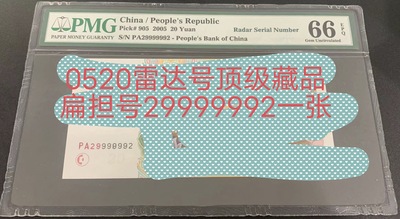 PMG
PAPER MONEY GUARANTY
China / People's Republic
Pick# 905 2005 20 Yuan
Radar Serial Number
S/N PA29999992 - People's Bank of China
66 EPQ
Gem Uncirculated
0520雷达号顶级藏品
扁担号29999992一张
PA29999992